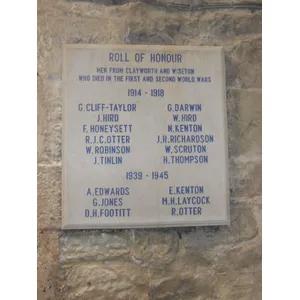 ROLL OF HONOUR
MEN FROM CLAYWORTH AND WISETON
WHO DIED IN THE FIRST AND SECOND WORLD WARS
1914 - 1918
G. CLIFF-TAYLOR G. DARWIN
J. HIRD W. HIRD
F. HONEYSETT N. KENTON
R.J.C. OTTER J.H. RICHARDSON
W. ROBINSON W. SCRUTON
J. TINLIN H. THOMPSON
1939 - 1945
A. EDWARDS E. KENTON
G. JONES M.H. LAYCOCK
D.H. FOOTITT R. OTTER